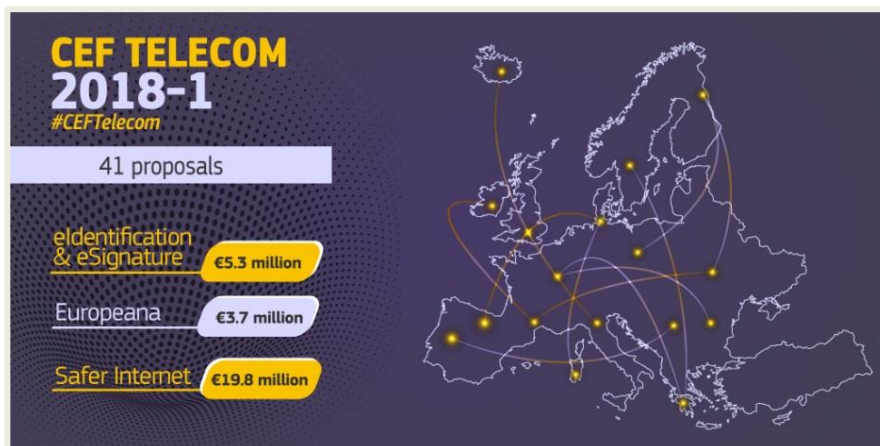 CEF TELECOM
2018-1
#CEFTelecom
41 proposals
eIdentification
& eSignature
€5.3 million
Europeana
€3.7 million
Safer Internet
€19.8 million